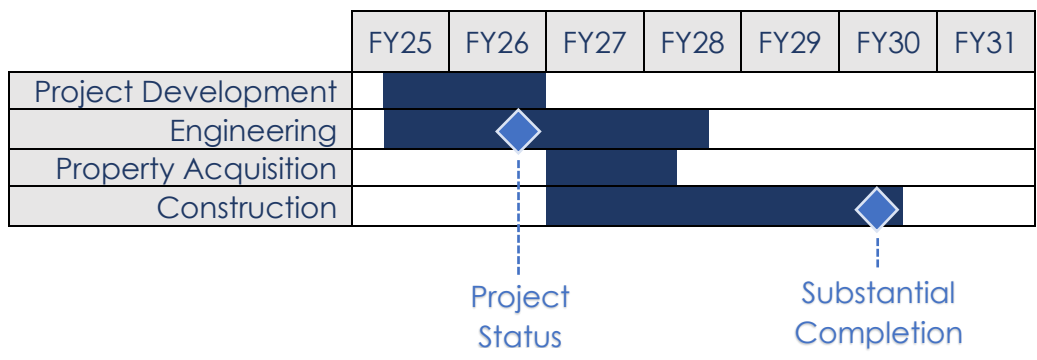 FY25 FY26 FY27 FY28 FY29 FY30 FY31
Project Development
Engineering
Property Acquisition
Construction
Project
Status
Substantial
Completion